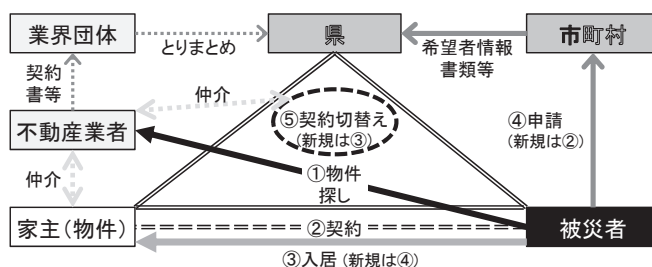 業界団体
とりまとめ
県
希望者情報
書類等
市町村
契約
書等
仲介
⑤契約切替え
(新規は③)
④申請
(新規は②)
不動産業者
①物件
探し
仲介
家主(物件)
②契約
被災者
③入居(新規は④)